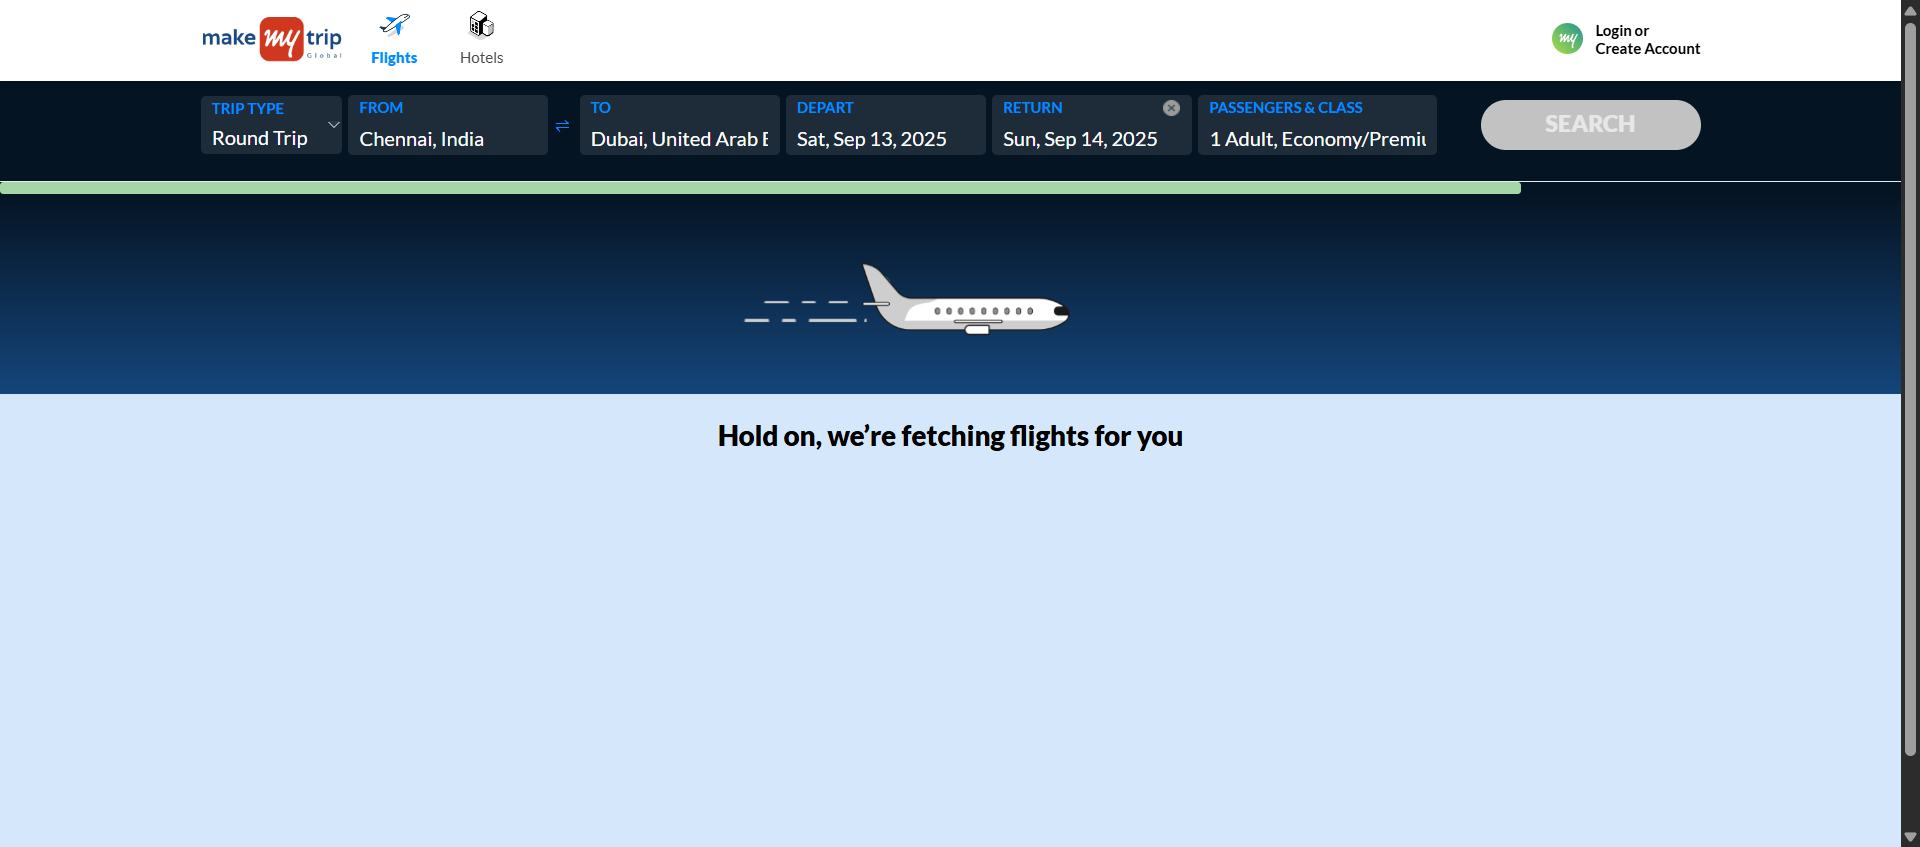 make my trip
Global
Flights
Hotels
my
Login or
Create Account
TRIP TYPE
Round Trip
FROM
Chennai, India
TO
Dubai, United Arab E
DEPART
Sat, Sep 13, 2025
RETURN
Sun, Sep 14, 2025
PASSENGERS & CLASS
1 Adult, Economy/Premiu
SEARCH
Hold on, we’re fetching flights for you